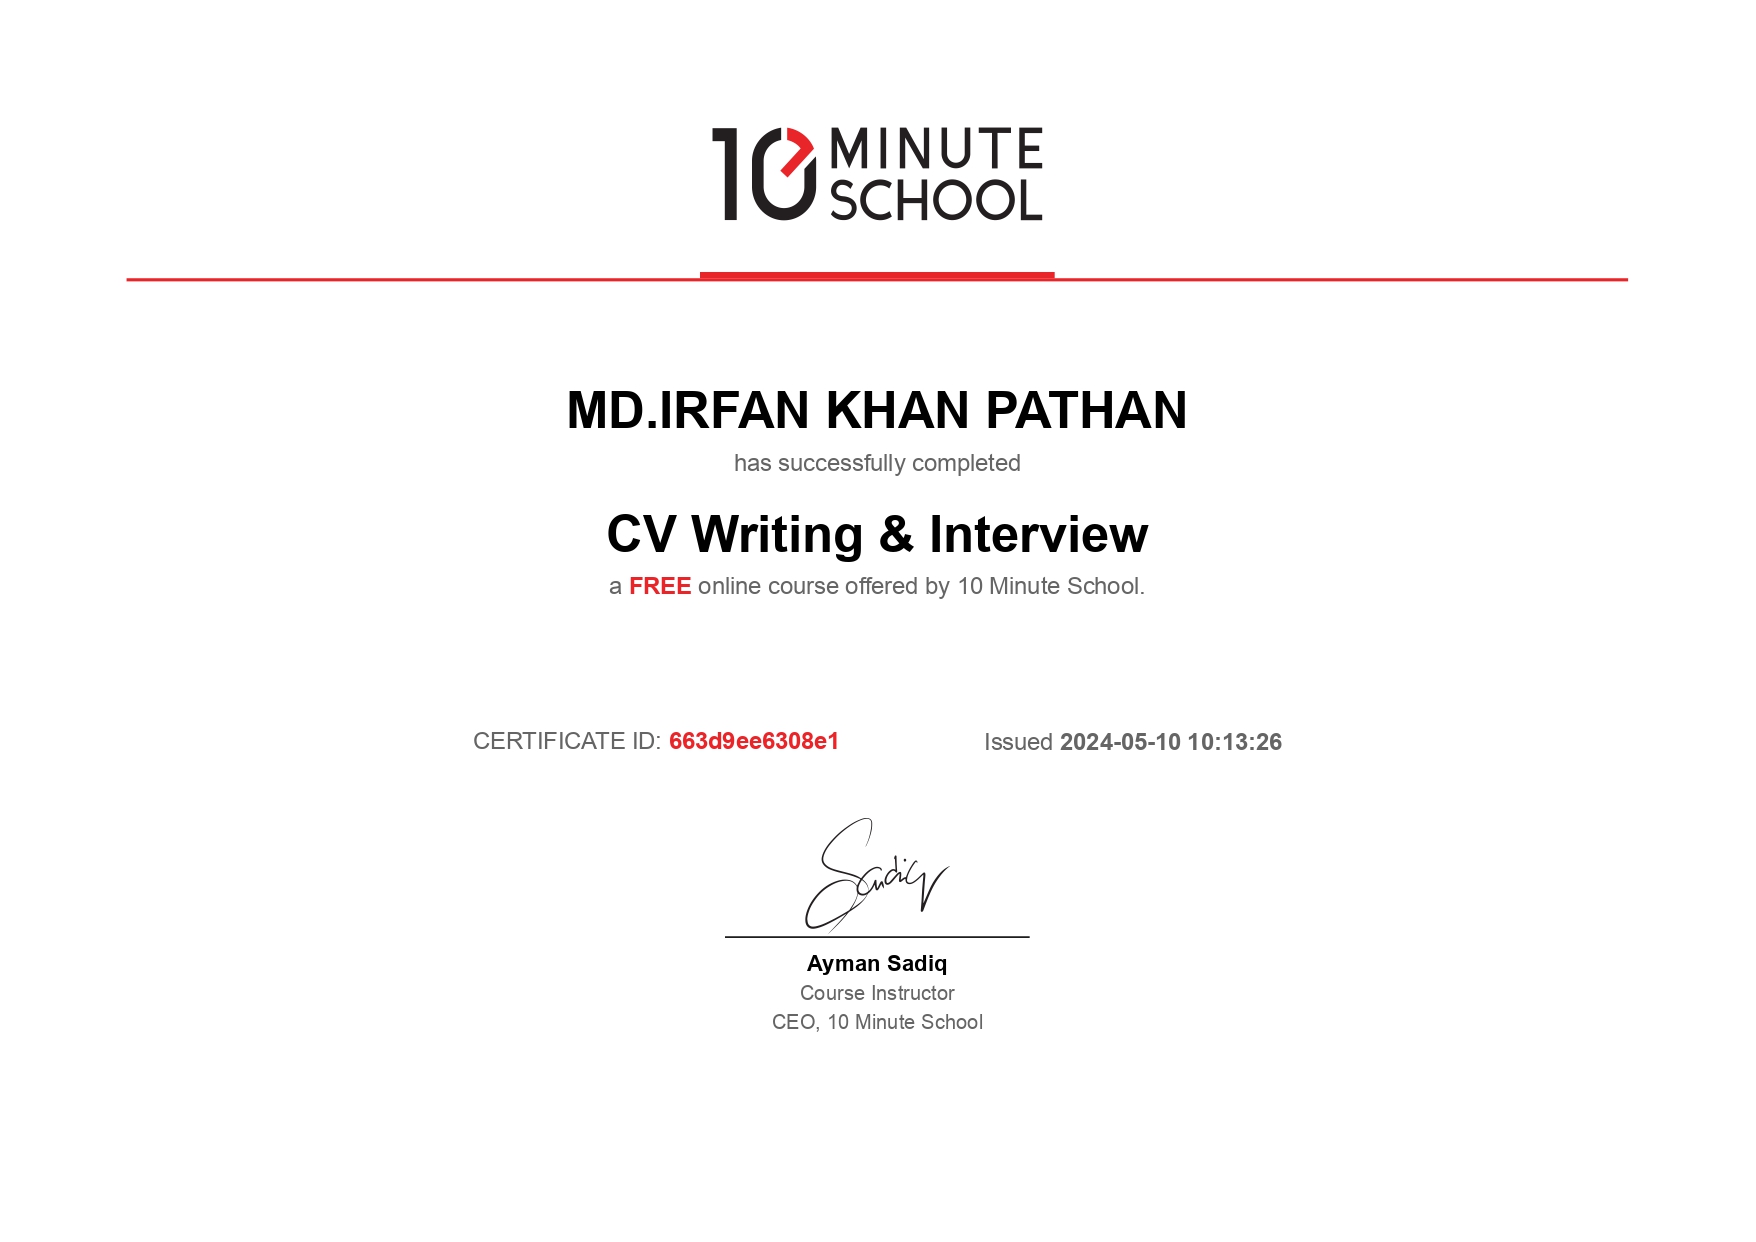 10 MINUTE
SCHOOL
MD.IRFAN KHAN PATHAN
has successfully completed
CV Writing & Interview
a FREE online course offered by 10 Minute School.
CERTIFICATE ID: 663d9ee6308e1
Issued 2024-05-10 10:13:26
Sadiq
Ayman Sadiq
Course Instructor
CEO, 10 Minute School